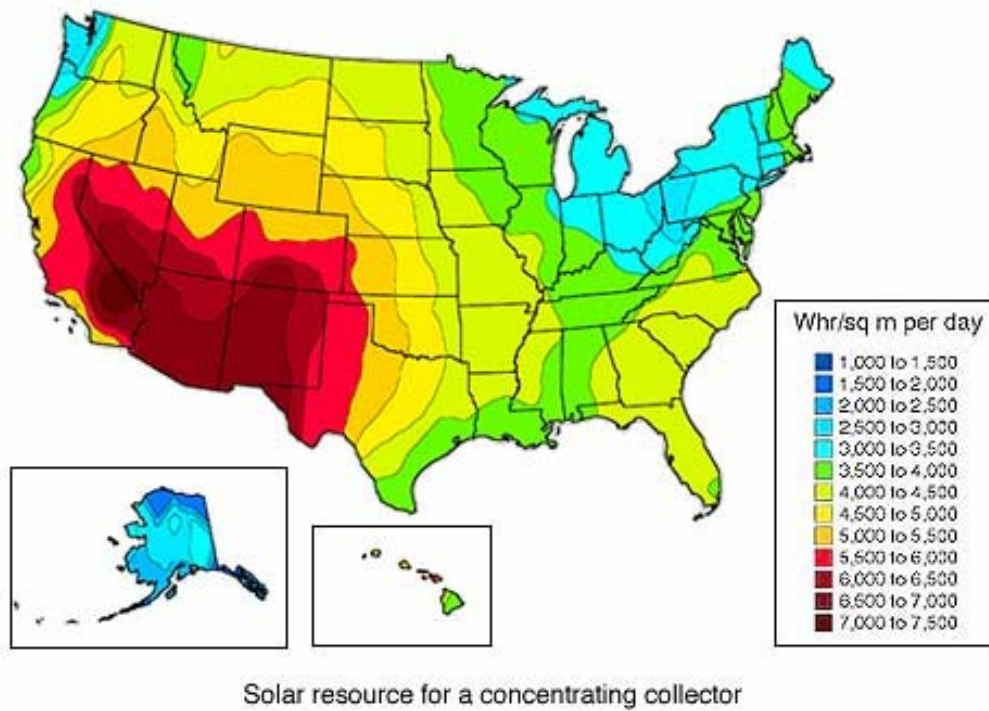 Whr/sq m per day
1,000 to 1,500
1,500 to 2,000
2,000 to 2,500
2,500 to 3,000
3,000 to 3,500
3,500 to 4,000
4,000 to 4,500
4,500 to 5,000
5,000 to 5,500
5,500 to 6,000
6,000 to 6,500
6,500 to 7,000
7,000 to 7,500
Solar resource for a concentrating collector